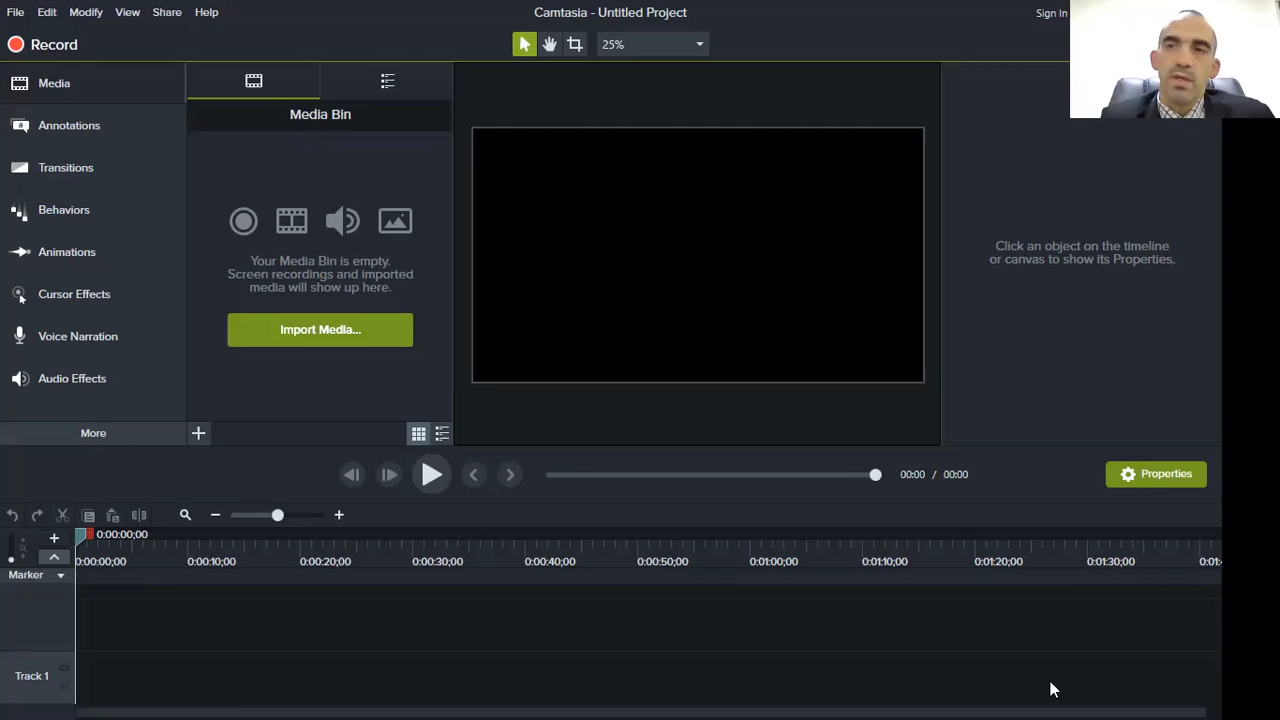 File Edit Modify View Share Help
Camtasia - Untitled Project
Sign In
Record
25%
Media
Annotations
Transitions
Behaviors
Animations
Cursor Effects
Voice Narration
Audio Effects
More
Media Bin
Your Media Bin is empty.
Screen recordings and imported
media will show up here.
Import Media...
Click an object on the timeline
or canvas to show its Properties.
00:00 / 00:00
Properties
0:00:00;00
0:00:00;00 0:00:10;00 0:00:20;00 0:00:30;00 0:00:40;00 0:00:50;00 0:01:00;00 0:01:10;00 0:01:20;00 0:01:30;00
Marker
Track 1